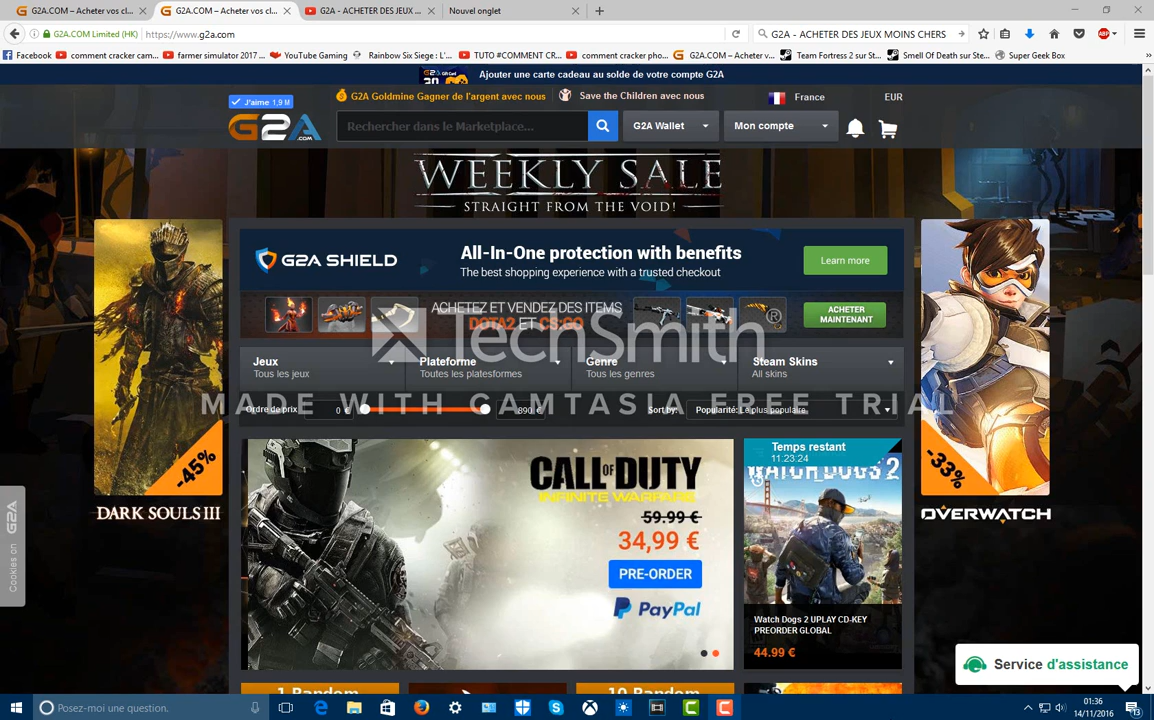 G2A.COM – Acheter vos cl...
G2A.COM – Acheter vos cl...
G2A - ACHETER DES JEUX M...
Nouvel onglet
G2A.COM Limited (HK)
https://www.g2a.com
G2A - ACHETER DES JEUX MOINS CHERS
ABP
Facebook
comment cracker cam...
farmer simulator 2017 ...
YouTube Gaming
Rainbow Six Siege : L'...
TUTO #COMMENT CR...
comment cracker pho...
G2A.COM – Acheter v...
Team Fortress 2 sur St...
Smell Of Death sur Ste...
Super Geek Box
Ajouter une carte cadeau au solde de votre compte G2A
J'aime 1,9 M
G2A Goldmine Gagner de l'argent avec nous
Save the Children avec nous
France
EUR
G2A.COM
Rechercher dans le Marketplace...
G2A Wallet
Mon compte
WEEKLY SALE
STRAIGHT FROM THE VOID!
G2A SHIELD
All-In-One protection with benefits
The best shopping experience with a trusted checkout
Learn more
ACHETEZ ET VENDEZ DES ITEMS
DOTA2 ET CS:GO
ACHETER
MAINTENANT
TechSmith®
Jeux
Tous les jeux
Plateforme
Toutes les platesformes
Genre
Tous les genres
Steam Skins
All skins
MADE WITH CAMTASIA FREE TRIAL
Ordre de prix
0 €
890 €
Sort by:
Popularité: Le plus populaire
-45%
DARK SOULS III
-33%
OVERWATCH
CALL OF DUTY
INFINITE WARFARE
59.99 €
34,99 €
PRE-ORDER
PayPal
Temps restant
11:23:24
WATCH DOGS 2
Watch Dogs 2 UPLAY CD-KEY
PREORDER GLOBAL
44.99 €
Cookies on G2A
Service d'assistance
1 Random
10 Random
Posez-moi une question.
01:36
14/11/2016
13